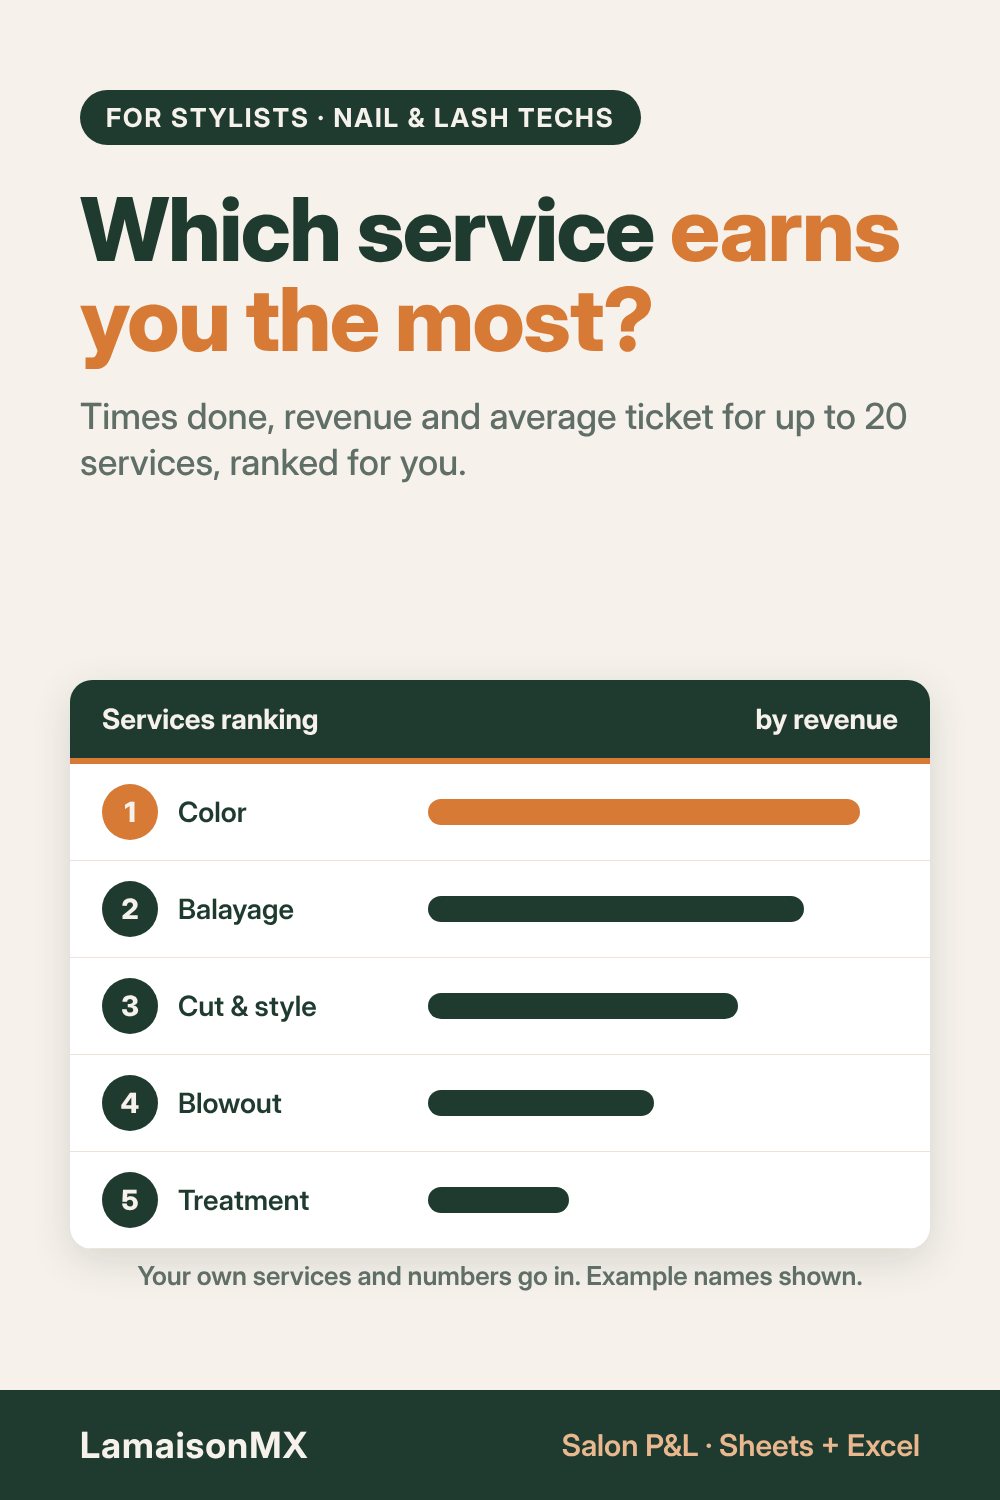 FOR STYLISTS · NAIL & LASH TECHS
Which service earns
you the most?
Times done, revenue and average ticket for up to 20
services, ranked for you.
Services ranking by revenue
1 Color
2 Balayage
3 Cut & style
4 Blowout
5 Treatment
Your own services and numbers go in. Example names shown.
LamaisonMX Salon P&L · Sheets + Excel